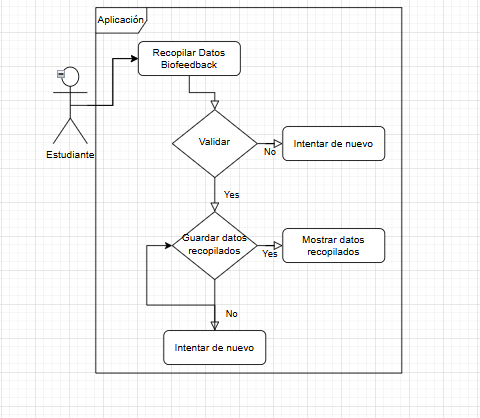 Aplicación
Recopilar Datos
Biofeedback
Validar
No
Intentar de nuevo
Estudiante
Yes
Guardar datos
recopilados
Yes
Mostrar datos
recopilados
No
Intentar de nuevo